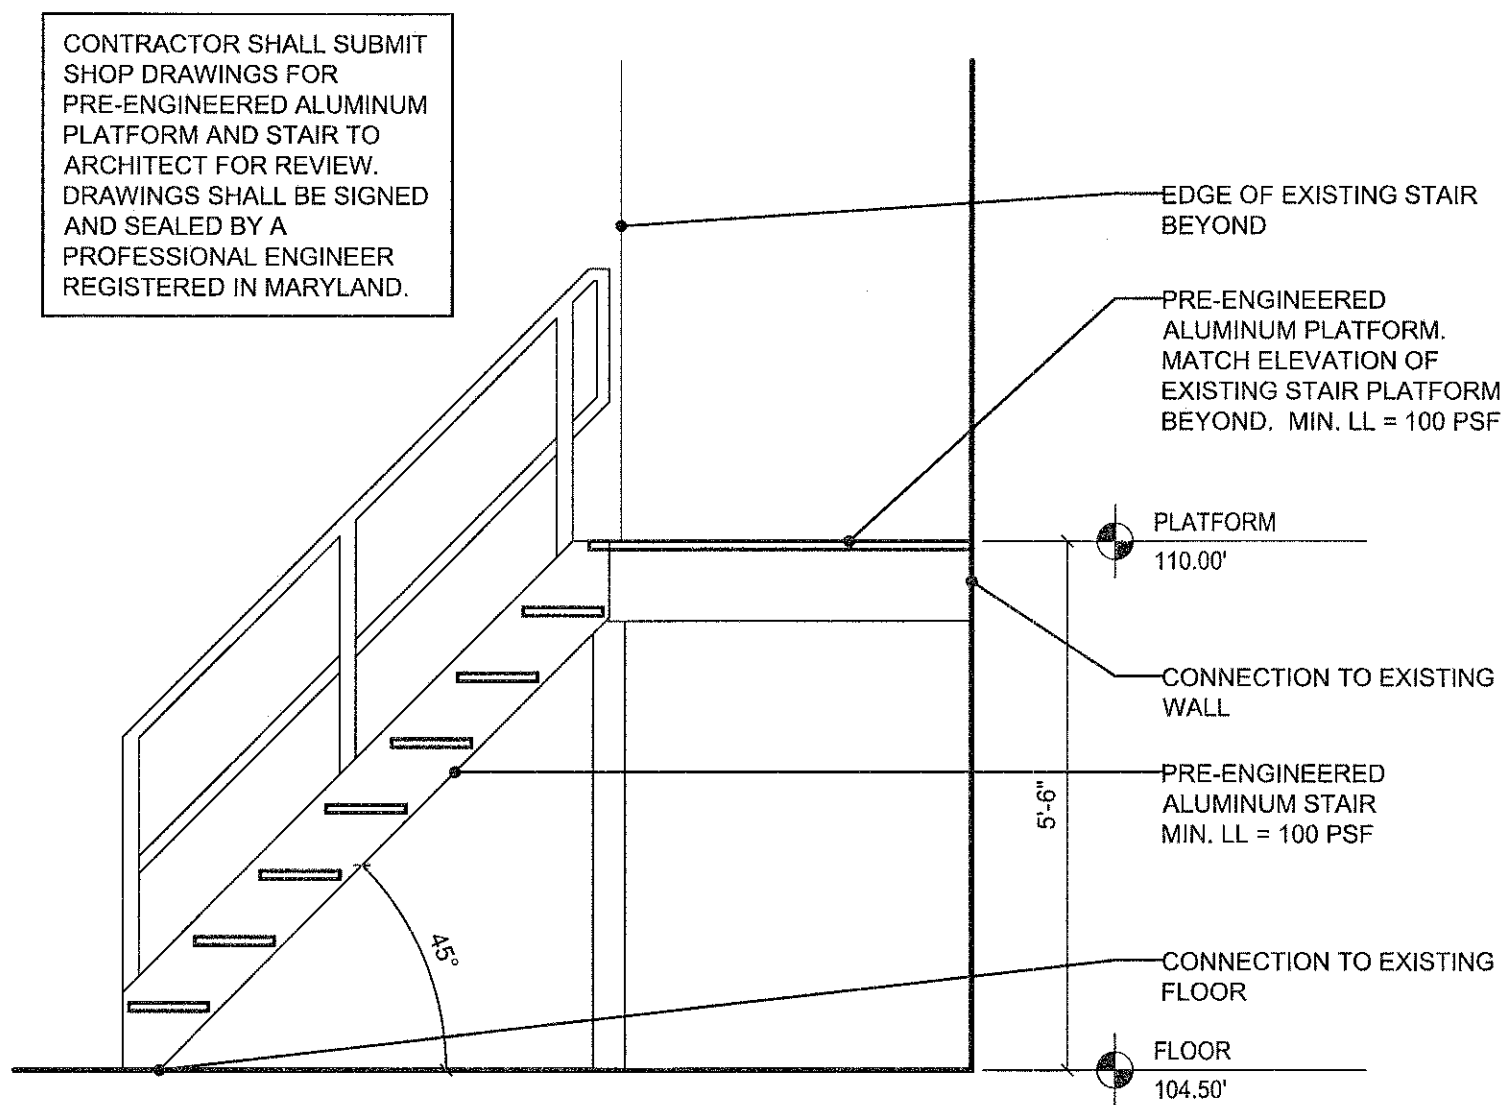 CONTRACTOR SHALL SUBMIT
SHOP DRAWINGS FOR
PRE-ENGINEERED ALUMINUM
PLATFORM AND STAIR TO
ARCHITECT FOR REVIEW.
DRAWINGS SHALL BE SIGNED
AND SEALED BY A
PROFESSIONAL ENGINEER
REGISTERED IN MARYLAND.
EDGE OF EXISTING STAIR
BEYOND
PRE-ENGINEERED
ALUMINUM PLATFORM.
MATCH ELEVATION OF
EXISTING STAIR PLATFORM
BEYOND. MIN. LL = 100 PSF
PLATFORM
110.00'
CONNECTION TO EXISTING
WALL
PRE-ENGINEERED
ALUMINUM STAIR
MIN. LL = 100 PSF
5'-6"
45°
CONNECTION TO EXISTING
FLOOR
FLOOR
104.50'